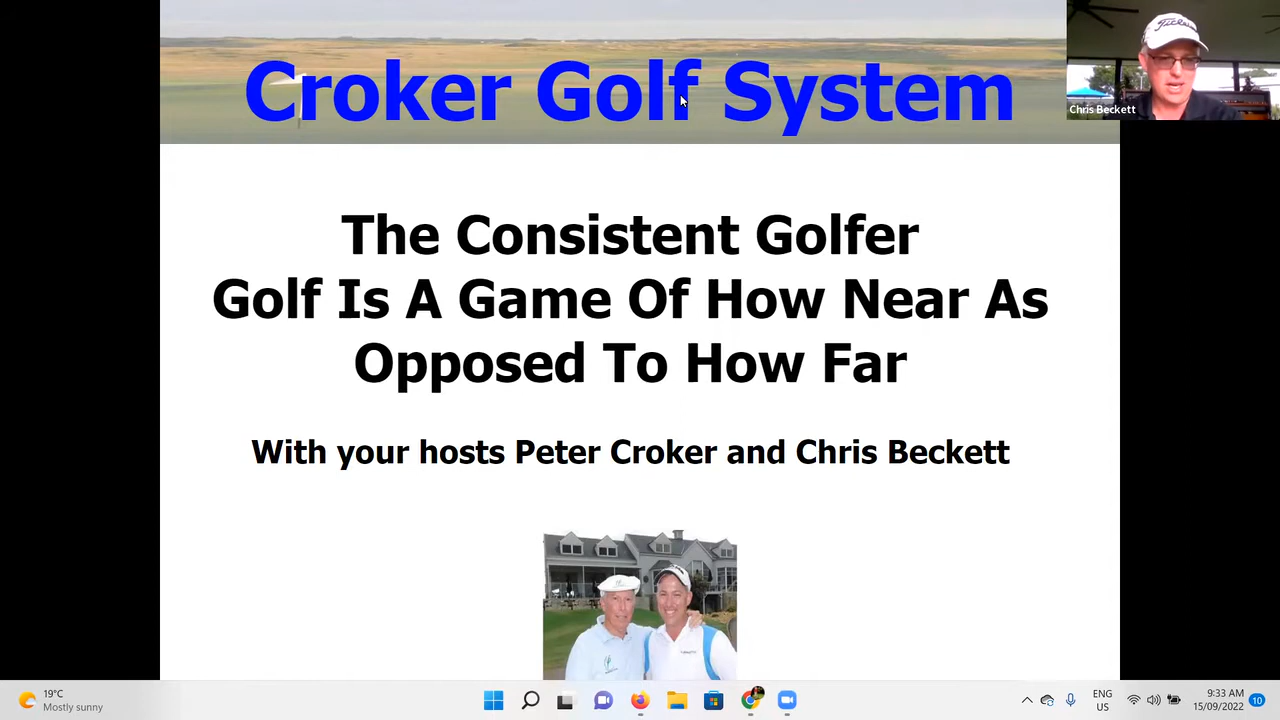 Croker Golf System
Titleist
Chris Beckett
The Consistent Golfer
Golf Is A Game Of How Near As
Opposed To How Far
With your hosts Peter Croker and Chris Beckett
19°C
Mostly sunny
ENG
US
9:33 AM
15/09/2022
10